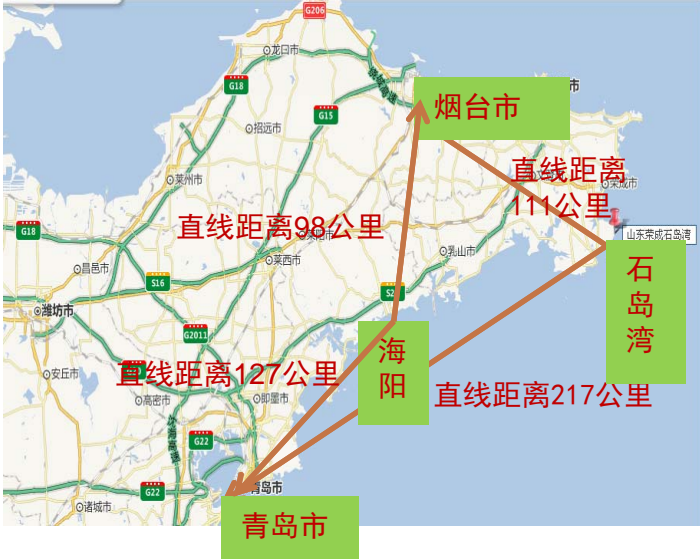 G206
龙口市
G18
烟台市
市
G15
招远市
直线距离
荣成市
莱州市
111公里
直线距离98公里
G18
山东荣成石岛湾
乳山市
莱西市
昌邑市
S16
石
岛
湾
潍坊市
G2011
海
阳
直线距离127公里
安丘市
直线距离217公里
高密市
即墨市
G22
青岛市
G22
诸城市
青岛市